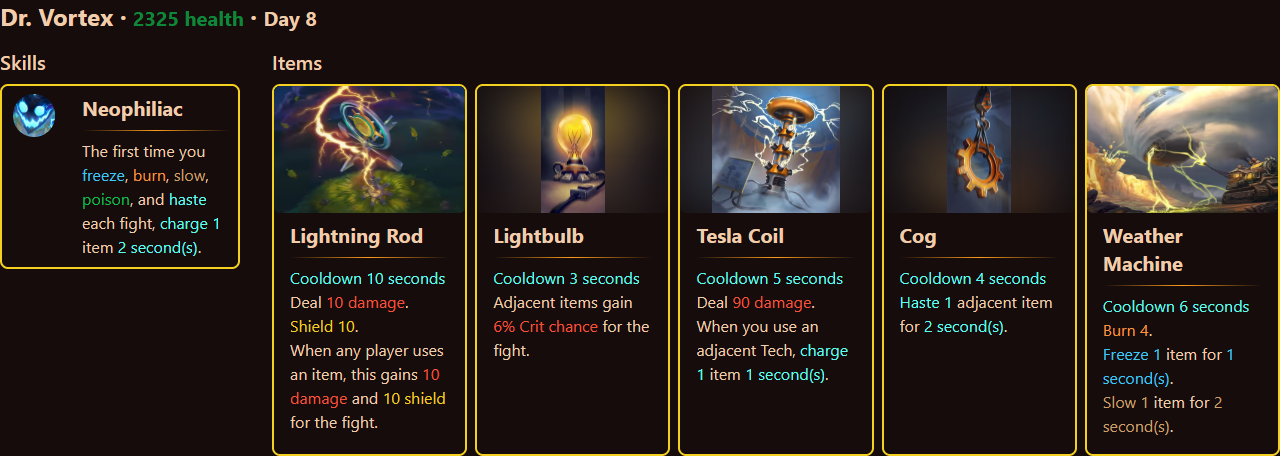 Dr. Vortex · 2325 health · Day 8
Skills
Neophiliac
The first time you
freeze, burn, slow,
poison, and haste
each fight, charge 1
item 2 second(s).
Items
Lightning Rod
Cooldown 10 seconds
Deal 10 damage.
Shield 10.
When any player uses
an item, this gains 10
damage and 10 shield
for the fight.
Lightbulb
Cooldown 3 seconds
Adjacent items gain
6% Crit chance for the
fight.
Tesla Coil
Cooldown 5 seconds
Deal 90 damage.
When you use an
adjacent Tech, charge
1 item 1 second(s).
Cog
Cooldown 4 seconds
Haste 1 adjacent item
for 2 second(s).
Weather
Machine
Cooldown 6 seconds
Burn 4.
Freeze 1 item for 1
second(s).
Slow 1 item for 2
second(s).